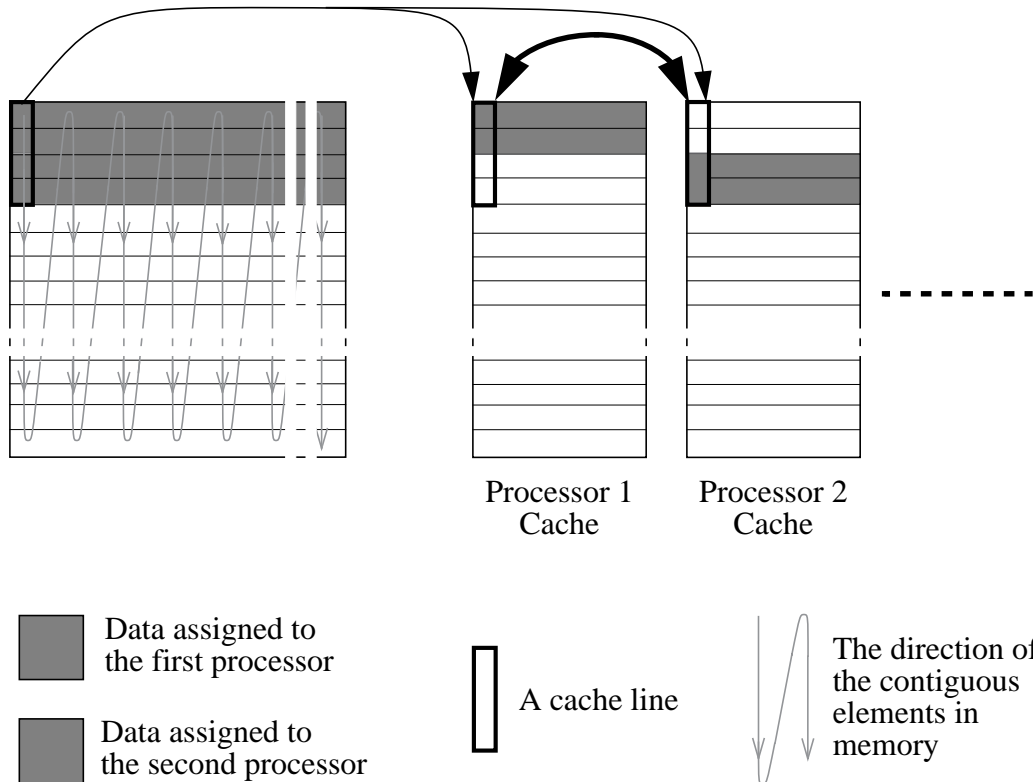 Processor 1
Cache
Processor 2
Cache
Data assigned to
the first processor
Data assigned to
the second processor
A cache line
The direction of
the contiguous
elements in
memory